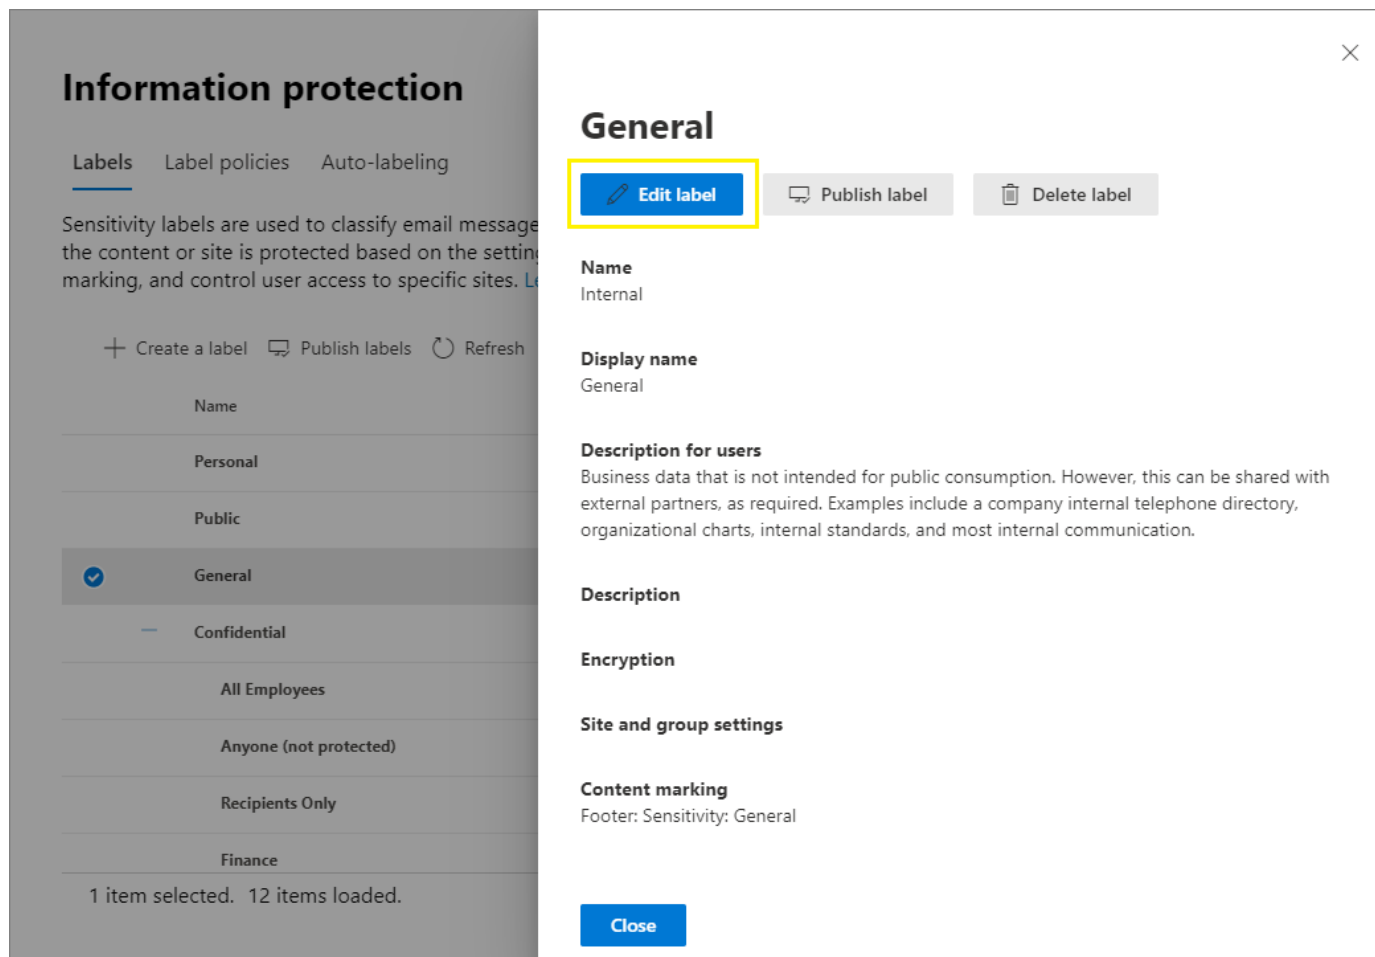 Information protection
Labels Label policies Auto-labeling
Sensitivity labels are used to classify email message
the content or site is protected based on the setting
marking, and control user access to specific sites. Le
Create a label Publish labels Refresh
Name
Personal
Public
General
Confidential
All Employees
Anyone (not protected)
Recipients Only
Finance
1 item selected. 12 items loaded.
General
Edit label Publish label Delete label
Name
Internal
Display name
General
Description for users
Business data that is not intended for public consumption. However, this can be shared with
external partners, as required. Examples include a company internal telephone directory,
organizational charts, internal standards, and most internal communication.
Description
Encryption
Site and group settings
Content marking
Footer: Sensitivity: General
Close